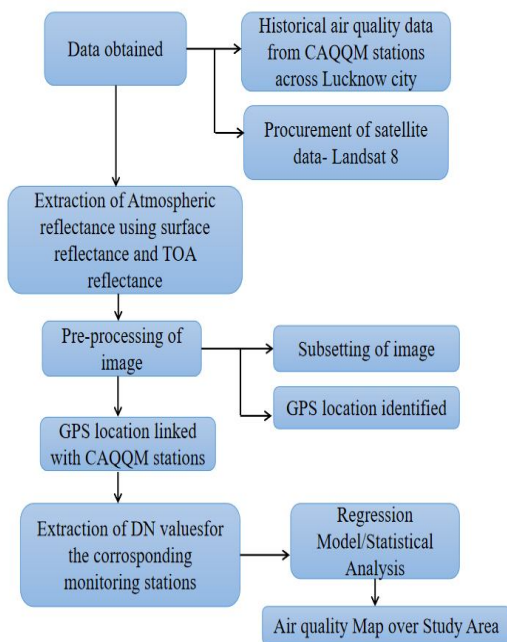 Data obtained
Historical air quality data
from CAQQM stations
across Lucknow city
Procurement of satellite
data- Landsat 8
Extraction of Atmospheric
reflectance using surface
reflectance and TOA
reflectance
Pre-processing of
image
Subsetting of image
GPS location identified
GPS location linked
with CAQQM stations
Extraction of DN valuesfor
the corrosponding
monitoring stations
Regression
Model/Statistical
Analysis
Air quality Map over Study Area